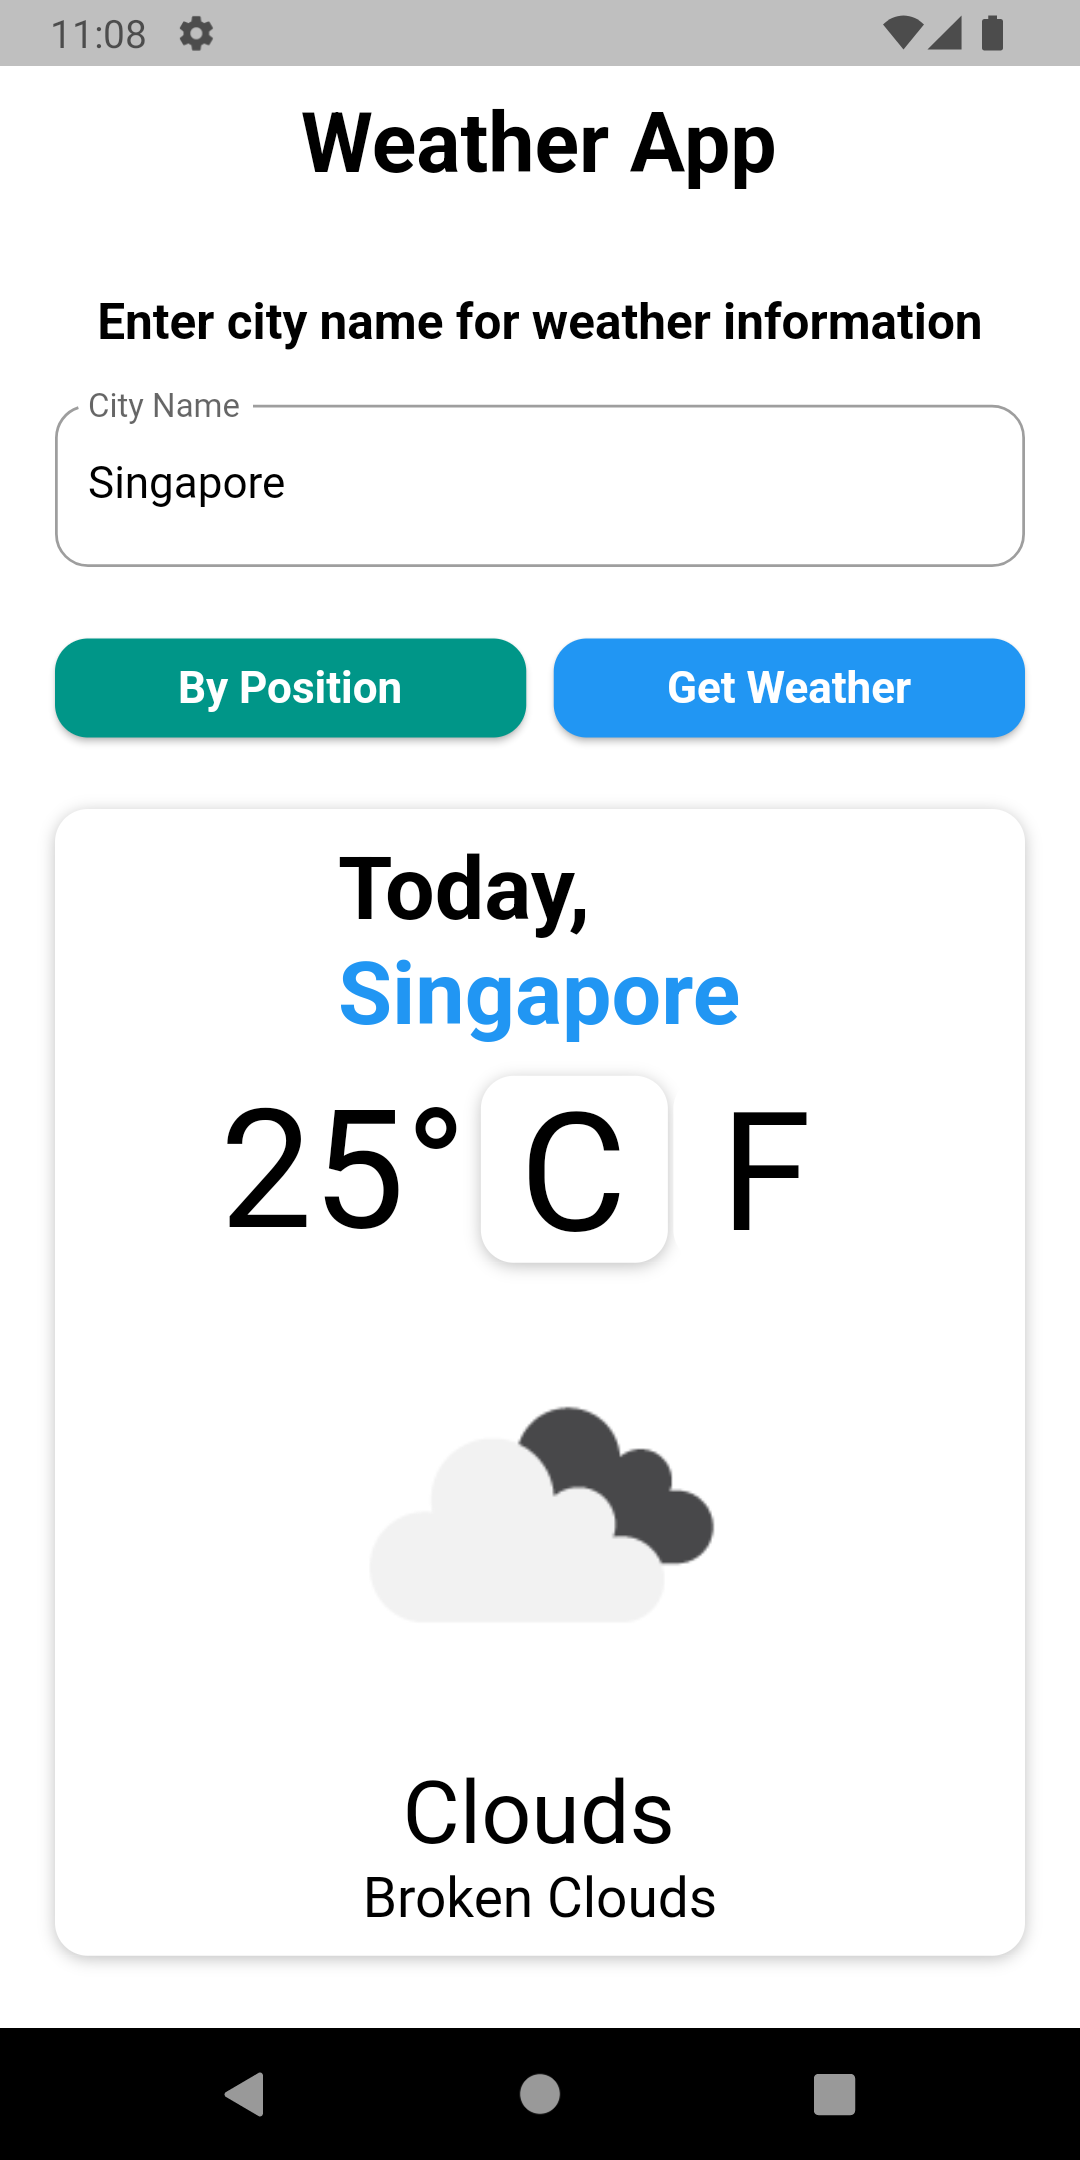 11:08
Weather App
Enter city name for weather information
City Name
Singapore
By Position
Get Weather
Today,
Singapore
25° C F
Clouds
Broken Clouds